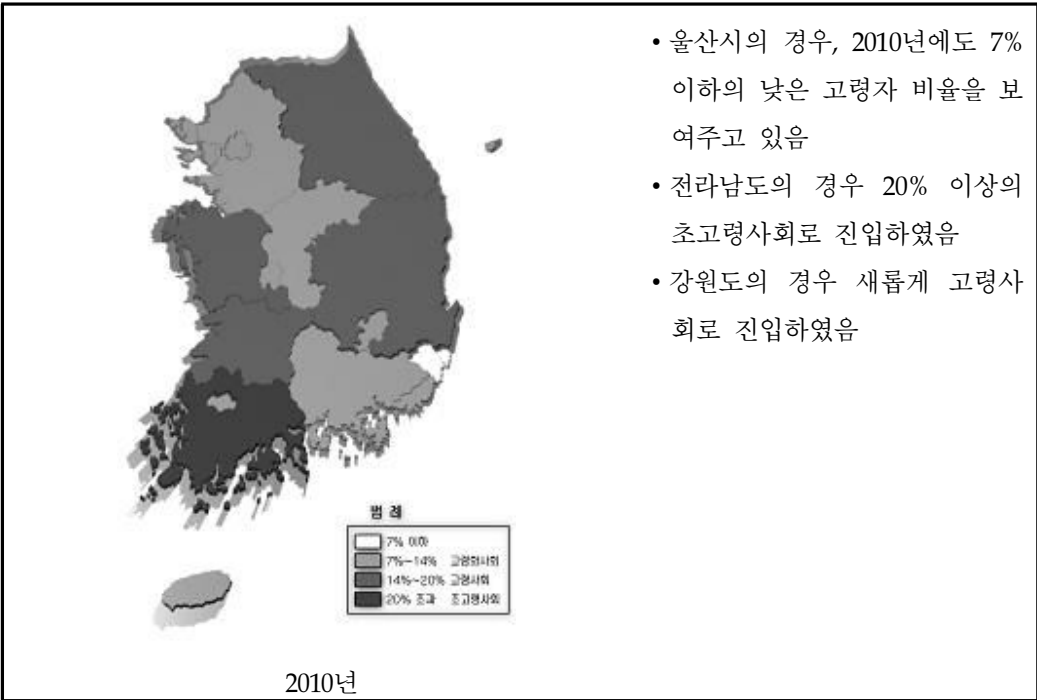 • 울산시의 경우, 2010년에도 7%
이하의 낮은 고령자 비율을 보
여주고 있음
• 전라남도의 경우 20% 이상의
초고령사회로 진입하였음
• 강원도의 경우 새롭게 고령사
회로 진입하였음
범 례
7% 이하
7%~14% 고령화사회
14%~20% 고령사회
20% 초과 초고령사회
2010년